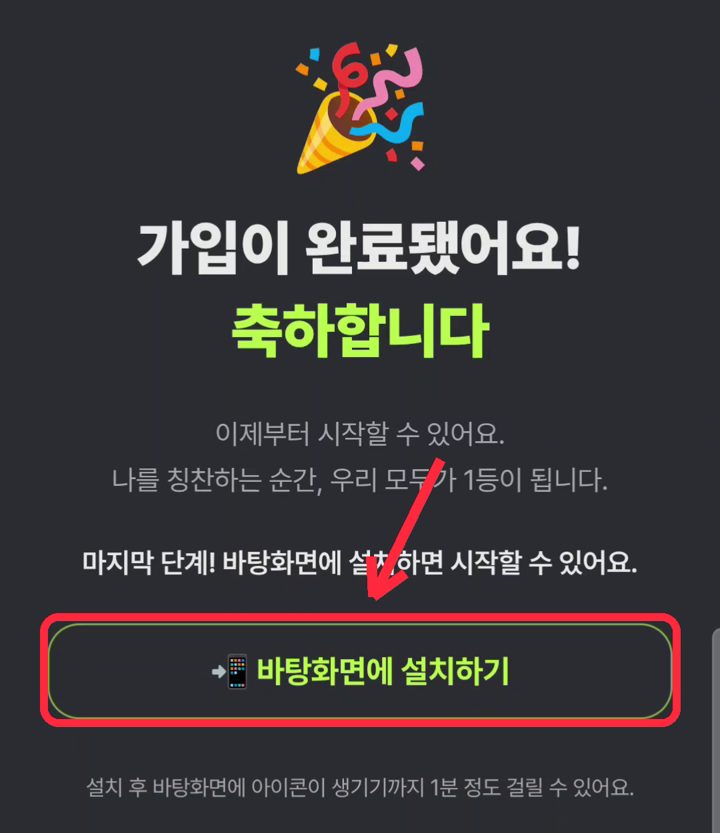 가입이 완료됐어요!
축하합니다
이제부터 시작할 수 있어요.
나를 칭찬하는 순간, 우리 모두가 1등이 됩니다.
마지막 단계! 바탕화면에 설치하면 시작할 수 있어요.
바탕화면에 설치하기
설치 후 바탕화면에 아이콘이 생기기까지 1분 정도 걸릴 수 있어요.